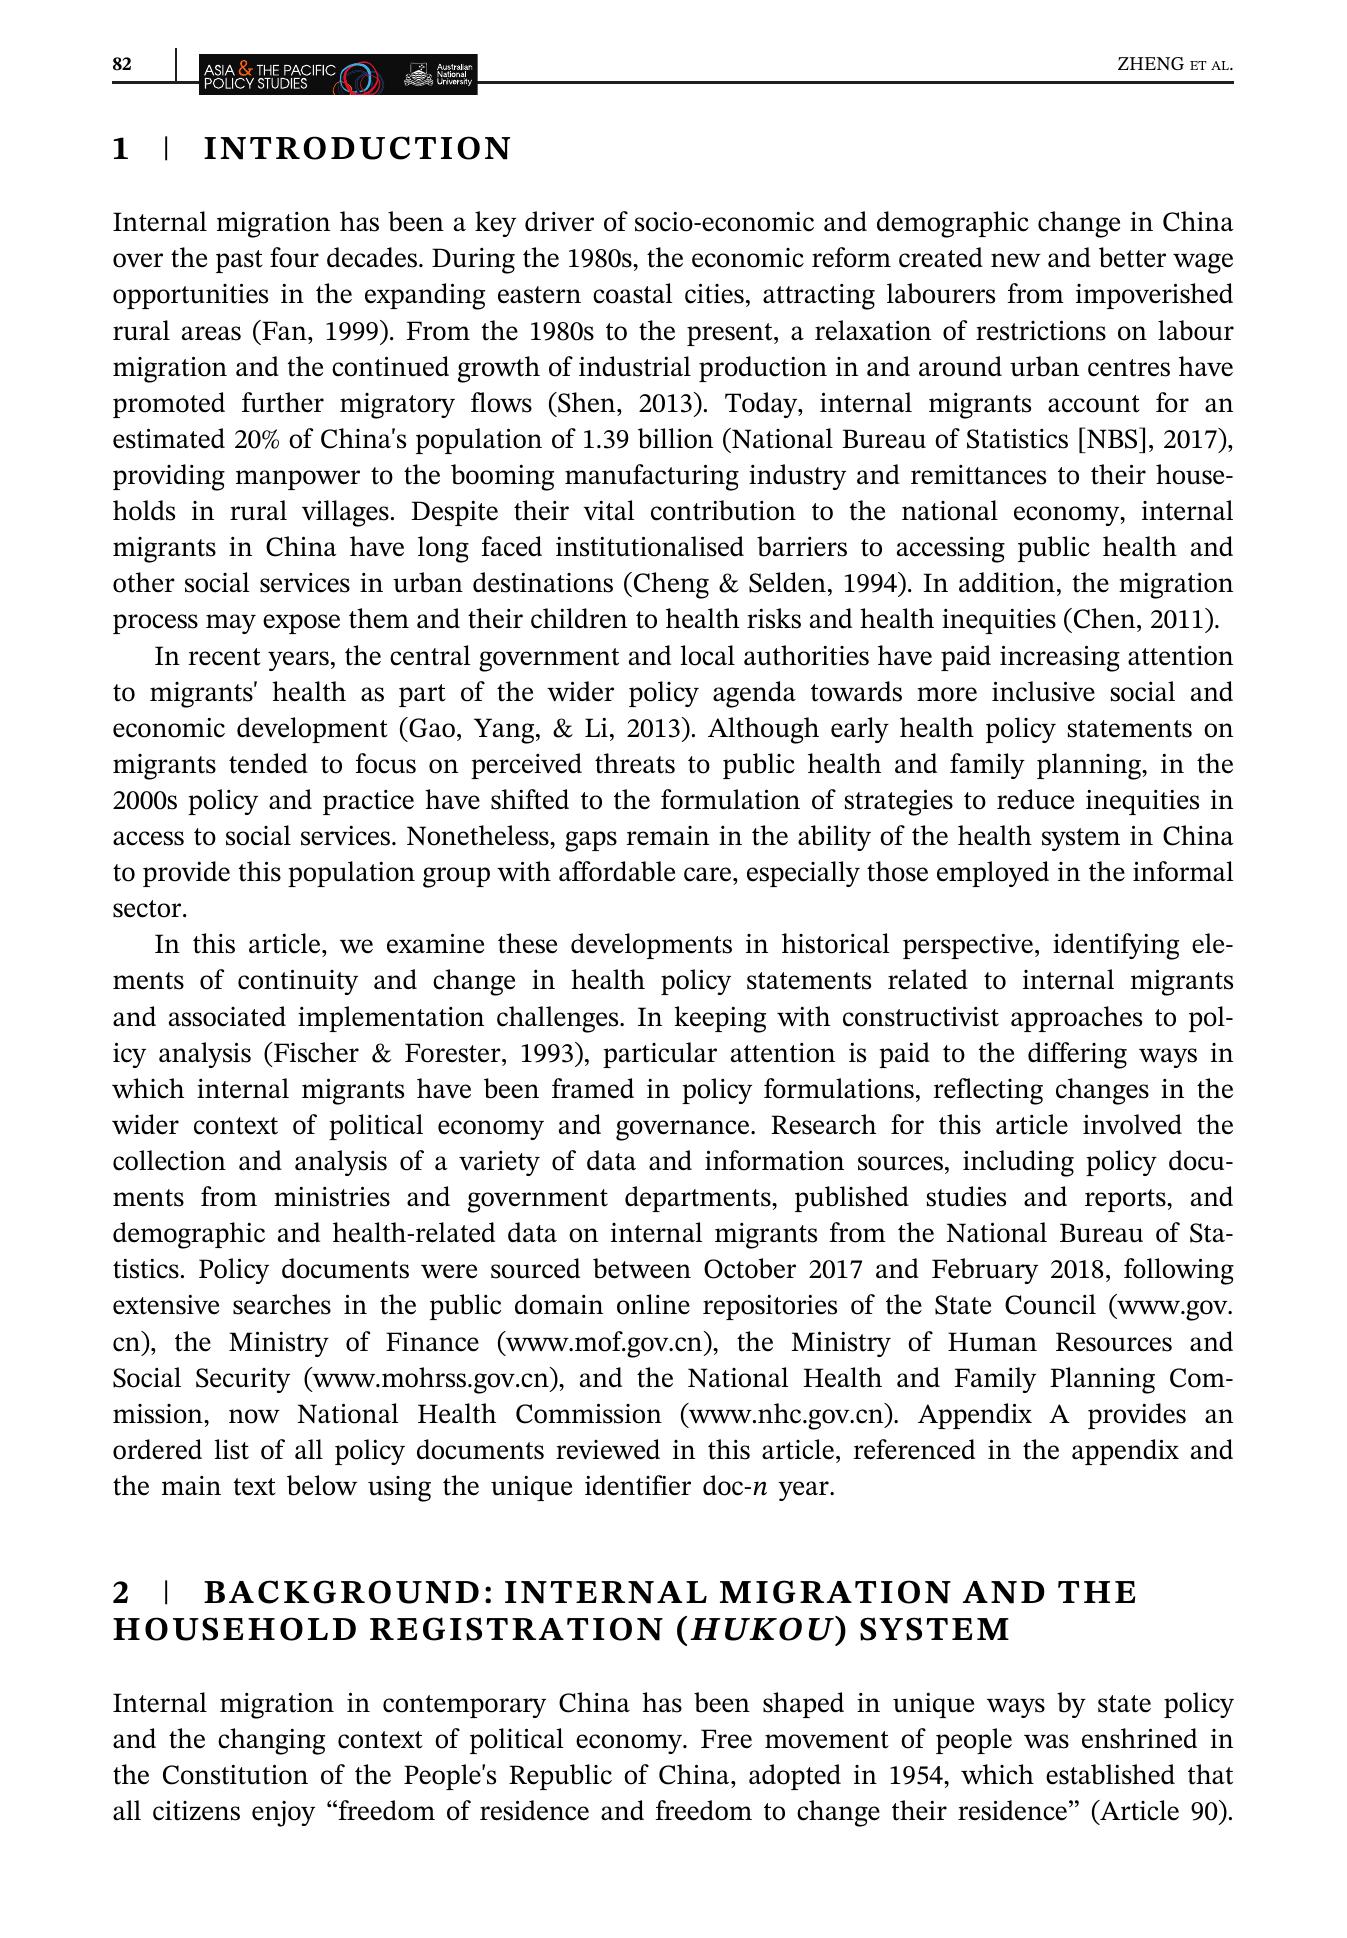 82
ASIA & THE PACIFIC
POLICY STUDIES
Australian
National
University
ZHENG ET AL.
1 | INTRODUCTION
Internal migration has been a key driver of socio-economic and demographic change in China
over the past four decades. During the 1980s, the economic reform created new and better wage
opportunities in the expanding eastern coastal cities, attracting labourers from impoverished
rural areas (Fan, 1999). From the 1980s to the present, a relaxation of restrictions on labour
migration and the continued growth of industrial production in and around urban centres have
promoted further migratory flows (Shen, 2013). Today, internal migrants account for an
estimated 20% of China's population of 1.39 billion (National Bureau of Statistics [NBS], 2017),
providing manpower to the booming manufacturing industry and remittances to their house-
holds in rural villages. Despite their vital contribution to the national economy, internal
migrants in China have long faced institutionalised barriers to accessing public health and
other social services in urban destinations (Cheng & Selden, 1994). In addition, the migration
process may expose them and their children to health risks and health inequities (Chen, 2011).
In recent years, the central government and local authorities have paid increasing attention
to migrants' health as part of the wider policy agenda towards more inclusive social and
economic development (Gao, Yang, & Li, 2013). Although early health policy statements on
migrants tended to focus on perceived threats to public health and family planning, in the
2000s policy and practice have shifted to the formulation of strategies to reduce inequities in
access to social services. Nonetheless, gaps remain in the ability of the health system in China
to provide this population group with affordable care, especially those employed in the informal
sector.
In this article, we examine these developments in historical perspective, identifying ele-
ments of continuity and change in health policy statements related to internal migrants
and associated implementation challenges. In keeping with constructivist approaches to pol-
icy analysis (Fischer & Forester, 1993), particular attention is paid to the differing ways in
which internal migrants have been framed in policy formulations, reflecting changes in the
wider context of political economy and governance. Research for this article involved the
collection and analysis of a variety of data and information sources, including policy docu-
ments from ministries and government departments, published studies and reports, and
demographic and health-related data on internal migrants from the National Bureau of Sta-
tistics. Policy documents were sourced between October 2017 and February 2018, following
extensive searches in the public domain online repositories of the State Council (www.gov.
cn), the Ministry of Finance (www.mof.gov.cn), the Ministry of Human Resources and
Social Security (www.mohrss.gov.cn), and the National Health and Family Planning Com-
mission, now National Health Commission (www.nhc.gov.cn). Appendix A provides an
ordered list of all policy documents reviewed in this article, referenced in the appendix and
the main text below using the unique identifier doc-n year.
2 | BACKGROUND: INTERNAL MIGRATION AND THE
HOUSEHOLD REGISTRATION (HUKOU) SYSTEM
Internal migration in contemporary China has been shaped in unique ways by state policy
and the changing context of political economy. Free movement of people was enshrined in
the Constitution of the People's Republic of China, adopted in 1954, which established that
all citizens enjoy “freedom of residence and freedom to change their residence” (Article 90).